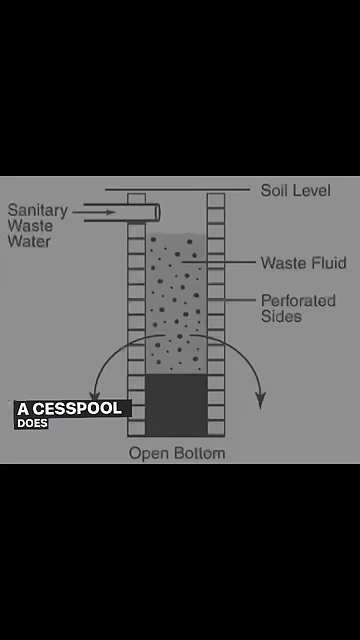 Soil Level
Sanitary
Waste
Water
Waste Fluid
Perforated
Sides
A CESSPOOL
DOES
Open Bottom